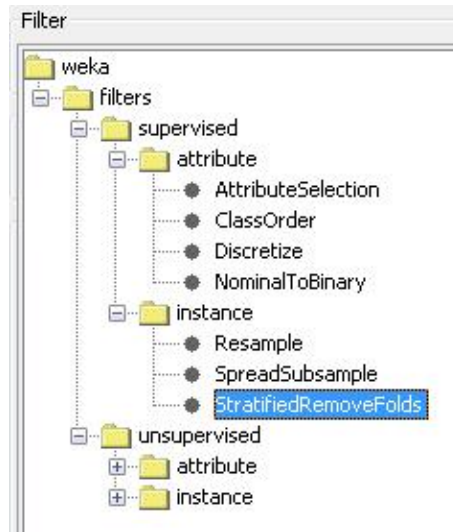 Filter
weka
filters
supervised
attribute
AttributeSelection
ClassOrder
Discretize
NominalToBinary
instance
Resample
SpreadSubsample
StratifiedRemoveFolds
unsupervised
attribute
instance